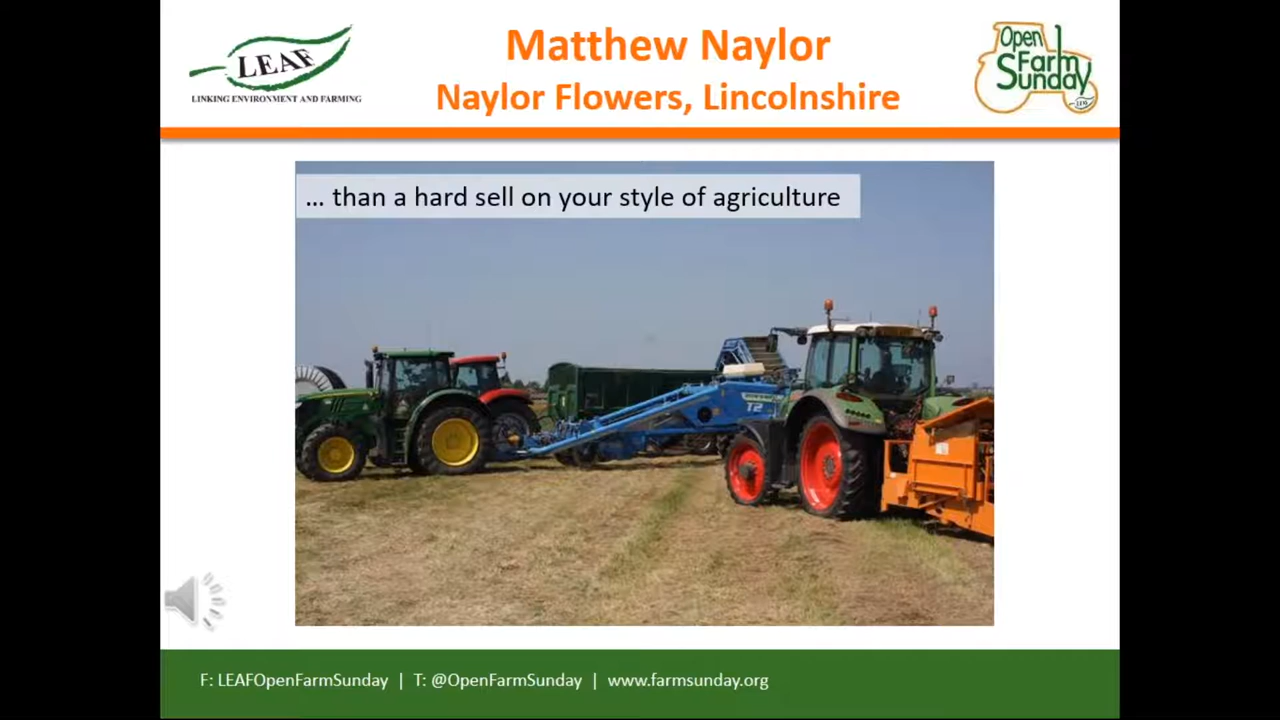 LEAF
LINKING ENVIRONMENT AND FARMING
Matthew Naylor
Naylor Flowers, Lincolnshire
Open
Farm
Sunday
... than a hard sell on your style of agriculture
T2
F: LEAFOpenFarmSunday | T: @OpenFarmSunday | www.farmsunday.org